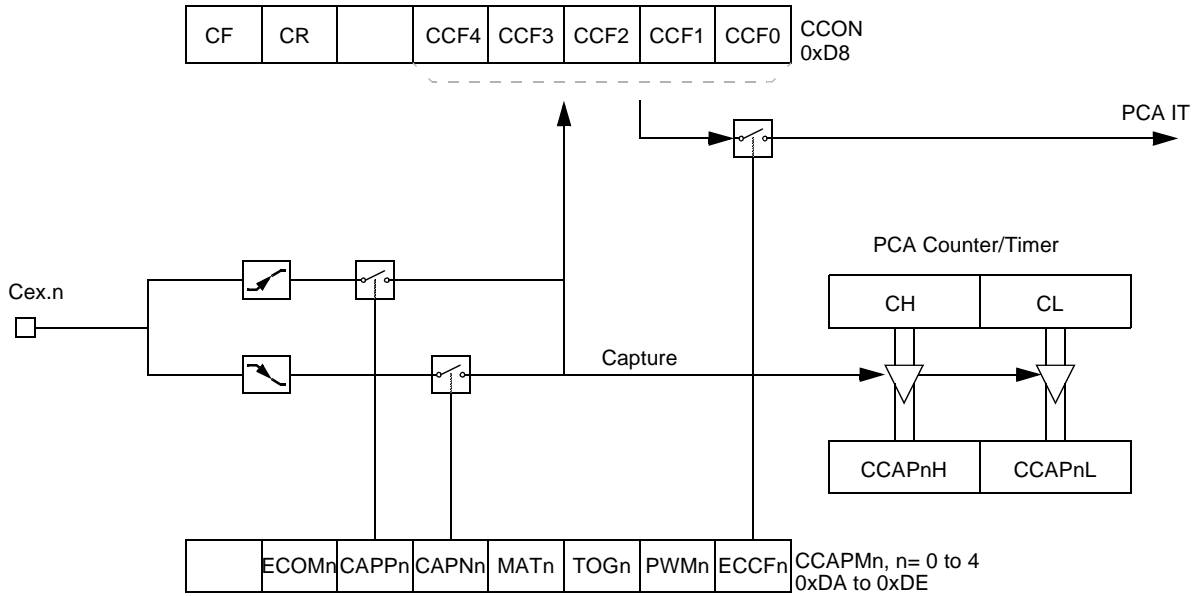 CF CR CCF4 CCF3 CCF2 CCF1 CCF0 CCON
0xD8
PCA IT
PCA Counter/Timer
Cex.n
CH CL
Capture
CCAPnH CCAPnL
ECOMn CAPPn CAPNn MATn TOGn PWMn ECCFn CCAPMn, n= 0 to 4
0xDA to 0xDE